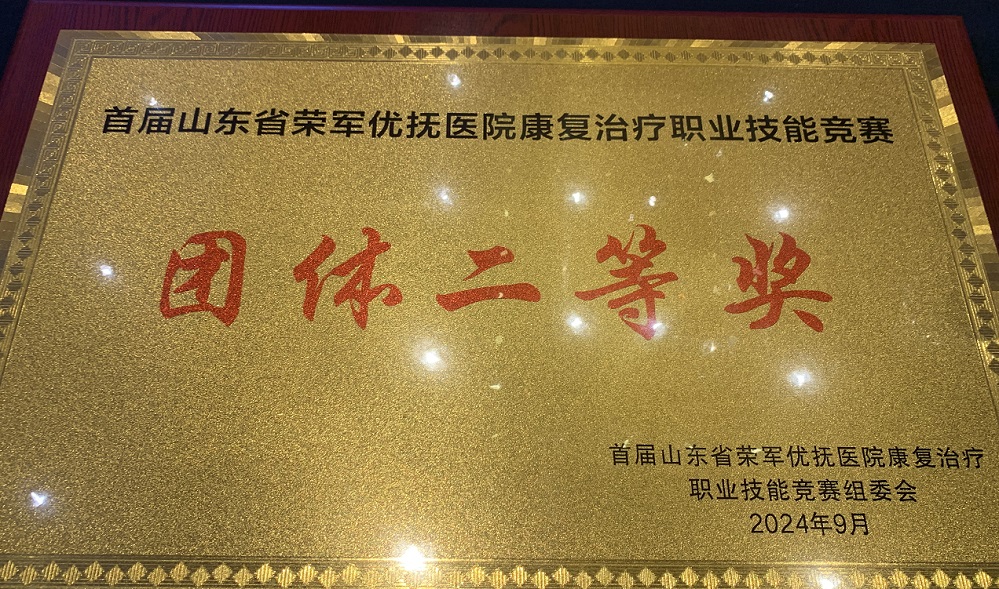 首届山东省荣军优抚医院康复治疗职业技能竞赛
团体二等奖
首届山东省荣军优抚医院康复治疗
职业技能竞赛组委会
2024年9月